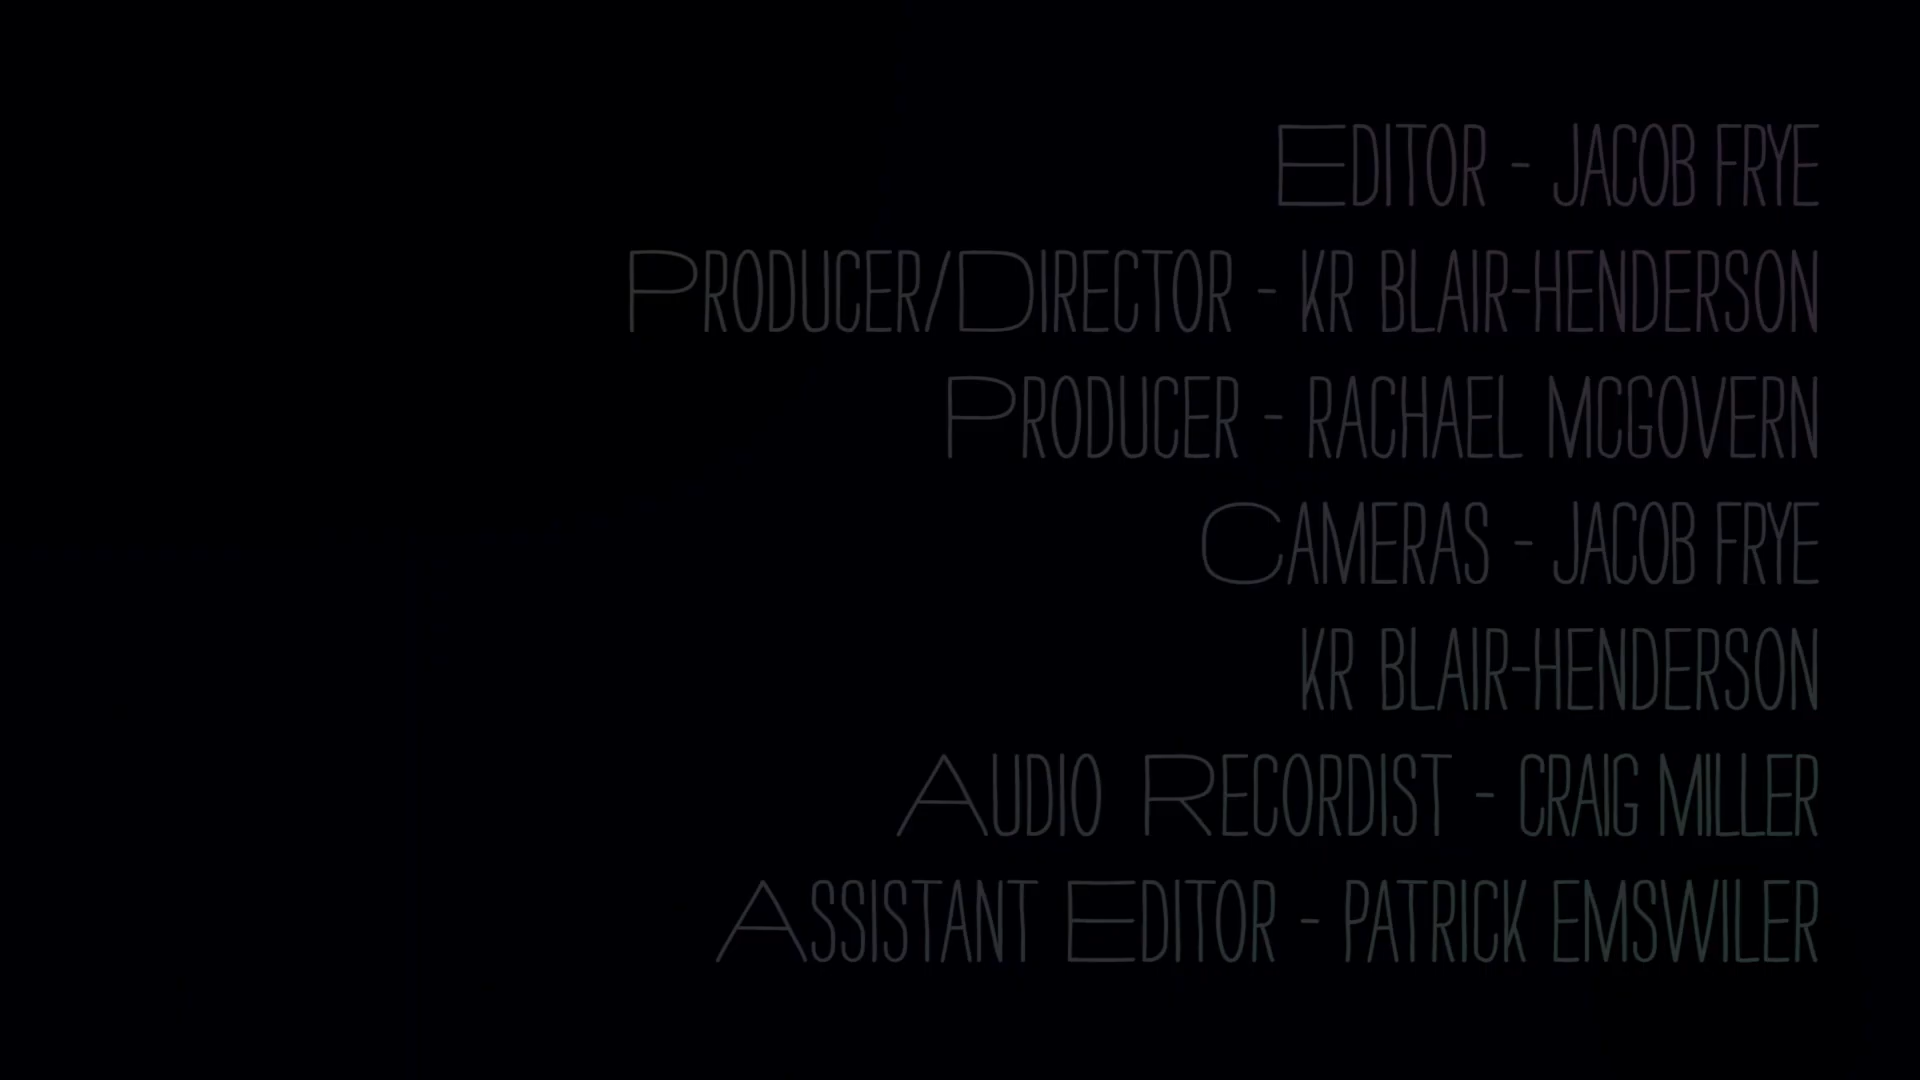 Editor - JACOB FRYE
Producer/Director - KR BLAIR-HENDERSON
Producer - RACHAEL MCGOVERN
Cameras - JACOB FRYE
KR BLAIR-HENDERSON
Audio Recordist - CRAIG MILLER
Assistant Editor - PATRICK EMSWILER